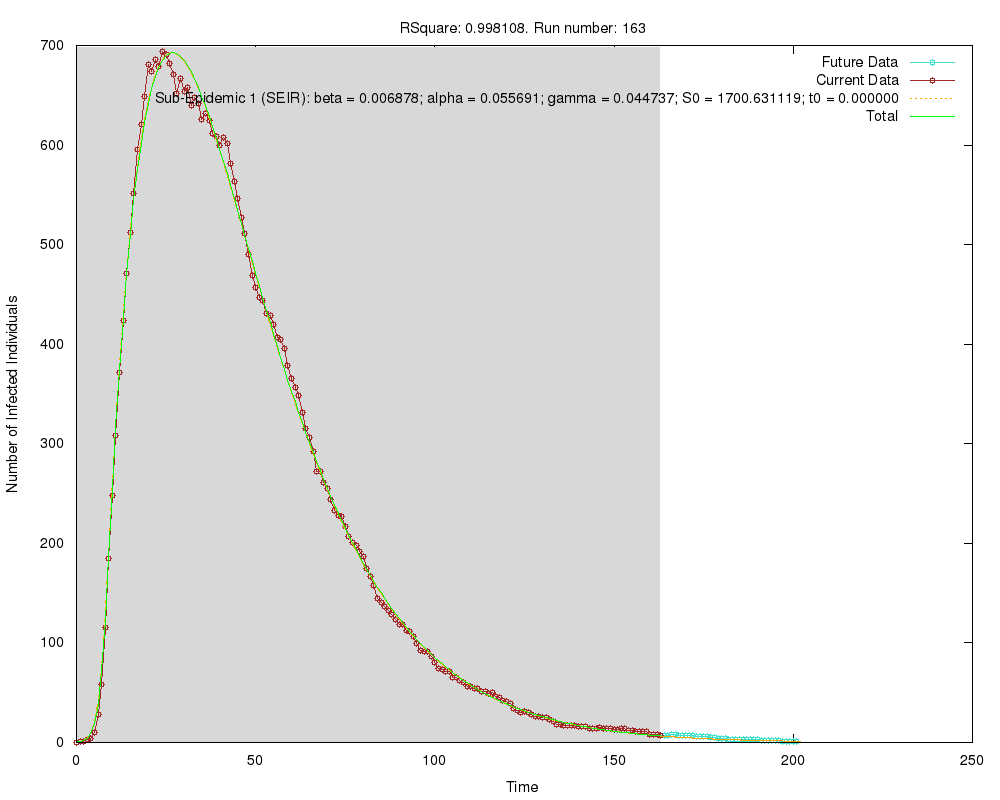 RSquare: 0.998108. Run number: 163
Future Data
Current Data
Sub-Epidemic 1 (SEIR): beta = 0.006878; alpha = 0.055691; gamma = 0.044737; S0 = 1700.631119; t0 = 0.000000
Total
Number of Infected Individuals
700
600
500
400
300
200
100
0
0 50 100 150 200 250
Time